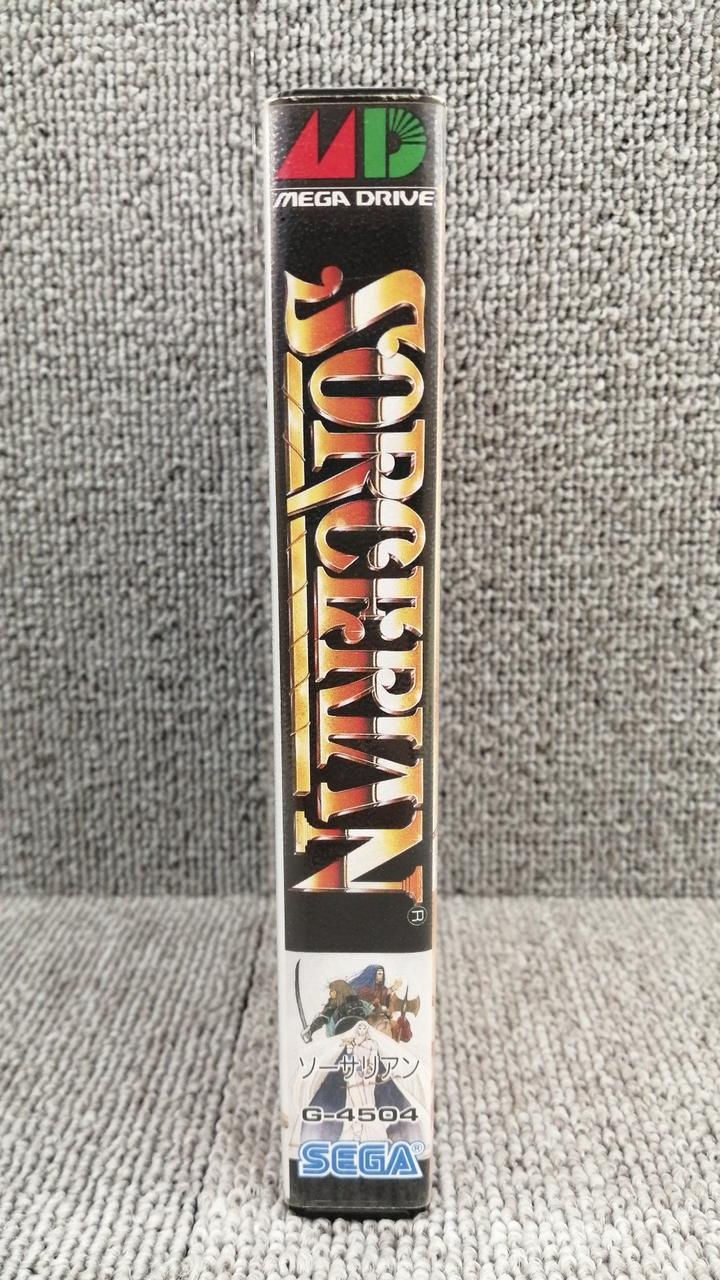 MD
MEGA DRIVE
SORCERIAN®
ソーサリアン
G-4504
SEGA®